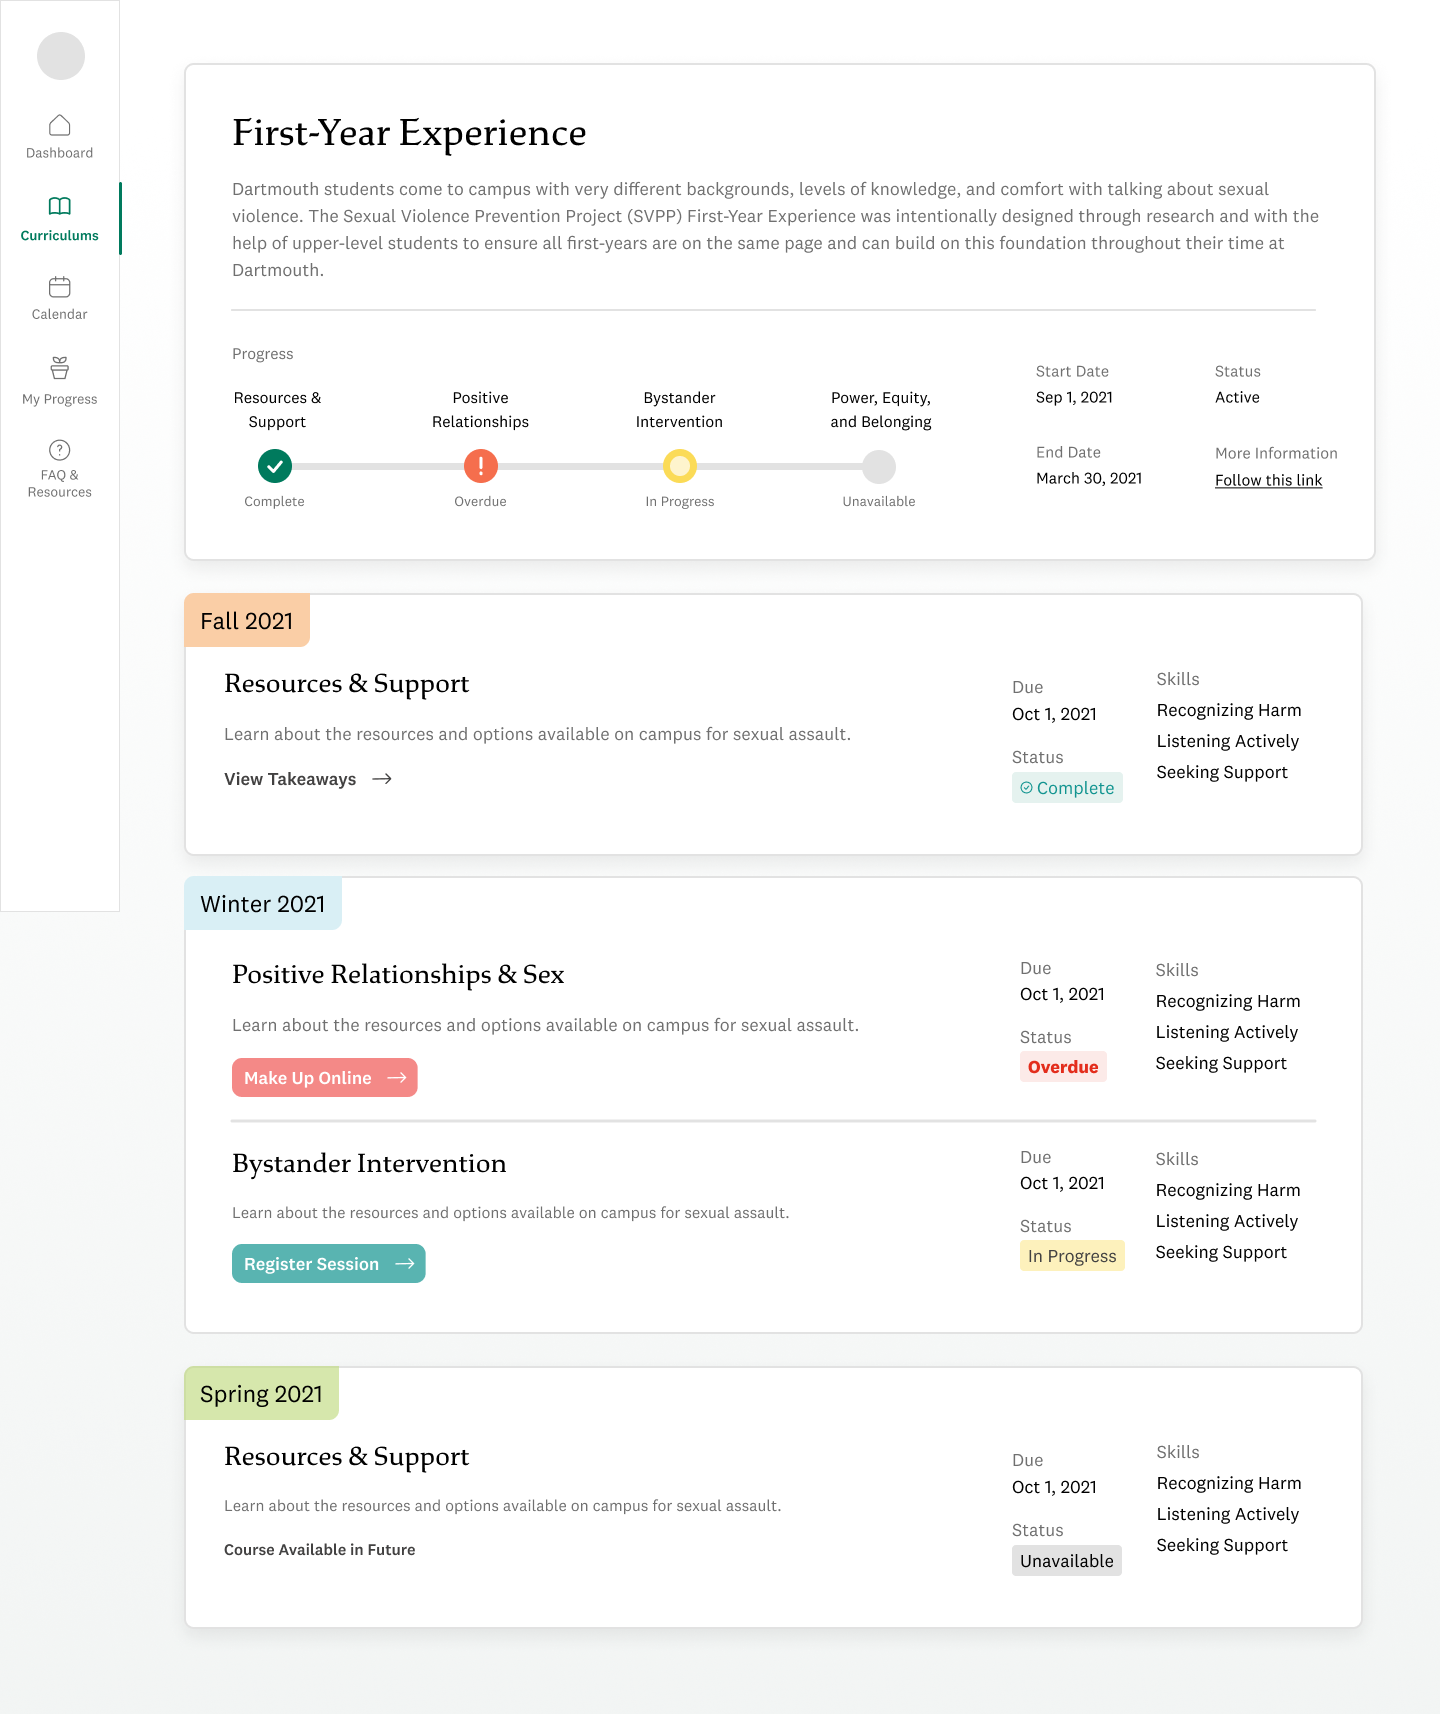 Dashboard
Curriculums
Calendar
My Progress
FAQ &
Resources
First-Year Experience
Dartmouth students come to campus with very different backgrounds, levels of knowledge, and comfort with talking about sexual
violence. The Sexual Violence Prevention Project (SVPP) First-Year Experience was intentionally designed through research and with the
help of upper-level students to ensure all first-years are on the same page and can build on this foundation throughout their time at
Dartmouth.
Progress
Resources &
Support
Complete
Positive
Relationships
Overdue
Bystander
Intervention
In Progress
Power, Equity,
and Belonging
Unavailable
Start Date
Sep 1, 2021
End Date
March 30, 2021
Status
Active
More Information
Follow this link
Fall 2021
Resources & Support
Learn about the resources and options available on campus for sexual assault.
View Takeaways
Due
Oct 1, 2021
Status
Complete
Skills
Recognizing Harm
Listening Actively
Seeking Support
Winter 2021
Positive Relationships & Sex
Learn about the resources and options available on campus for sexual assault.
Make Up Online
Due
Oct 1, 2021
Status
Overdue
Skills
Recognizing Harm
Listening Actively
Seeking Support
Bystander Intervention
Learn about the resources and options available on campus for sexual assault.
Register Session
Due
Oct 1, 2021
Status
In Progress
Skills
Recognizing Harm
Listening Actively
Seeking Support
Spring 2021
Resources & Support
Learn about the resources and options available on campus for sexual assault.
Course Available in Future
Due
Oct 1, 2021
Status
Unavailable
Skills
Recognizing Harm
Listening Actively
Seeking Support